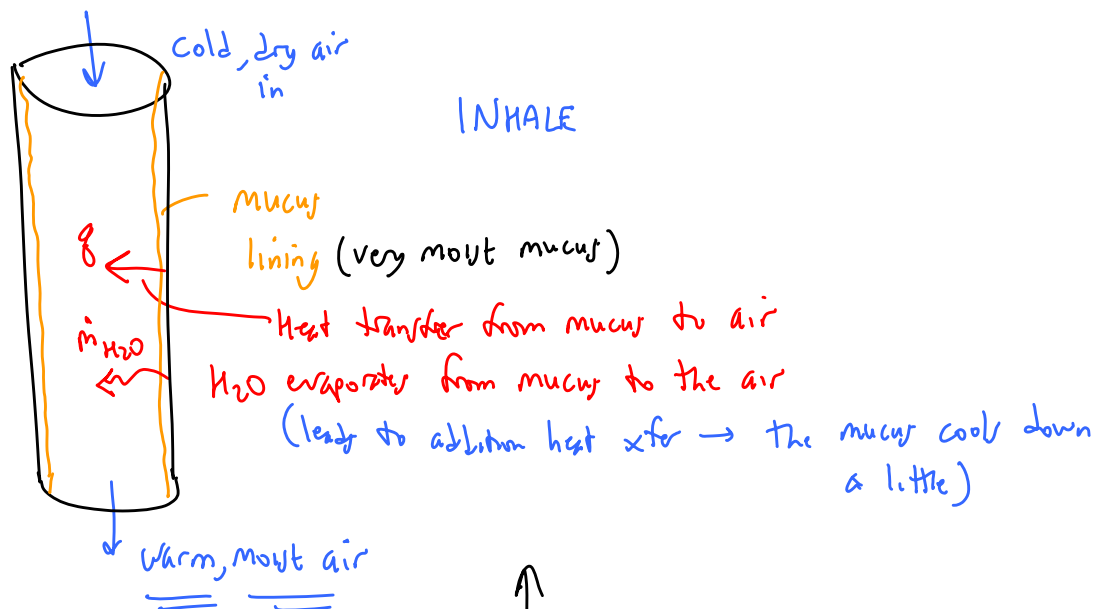 Cold, dry air
in
INHALE
mucus
lining (very moist mucus)
q
Heat transfer from mucus to air
ṁH2O
H2O evaporates from mucus to the air
(leads to addition heat xfer → the mucus cools down
a little)
warm, moist air